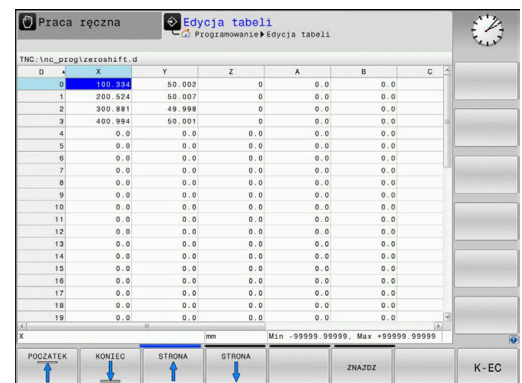 Praca ręczna
Edycja tabeli
Programowanie Edycja tabeli
TNC:\nc_prog\zeroshift.d
D X Y Z A B C
0 100.334 50.002 0 0.0 0.0
1 200.524 50.007 0 0.0 0.0
2 300.881 49.998 0 0.0 0.0
3 400.994 50.001 0 0.0 0.0
4 0.0 0.0 0.0 0.0 0.0
5 0.0 0.0 0.0 0.0 0.0
6 0.0 0.0 0.0 0.0 0.0
7 0.0 0.0 0.0 0.0 0.0
8 0.0 0.0 0.0 0.0 0.0
9 0.0 0.0 0.0 0.0 0.0
10 0.0 0.0 0.0 0.0 0.0
11 0.0 0.0 0.0 0.0 0.0
12 0.0 0.0 0.0 0.0 0.0
13 0.0 0.0 0.0 0.0 0.0
14 0.0 0.0 0.0 0.0 0.0
15 0.0 0.0 0.0 0.0 0.0
16 0.0 0.0 0.0 0.0 0.0
17 0.0 0.0 0.0 0.0 0.0
18 0.0 0.0 0.0 0.0 0.0
19 0.0 0.0 0.0 0.0 0.0
X mm Min -99999.99999, Max +99999.99999
POCZATEK KONIEC STRONA STRONA ZNAJDZ K-EC